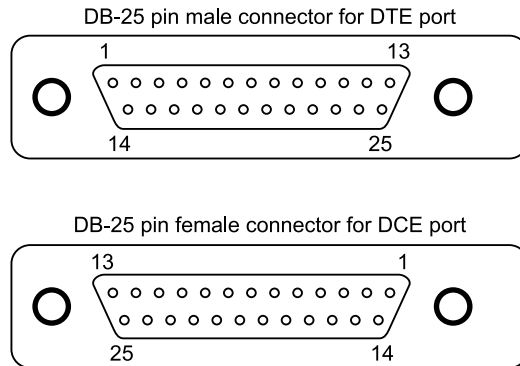 DB-25 pin male connector for DTE port
1 13
14 25
DB-25 pin female connector for DCE port
13 1
25 14